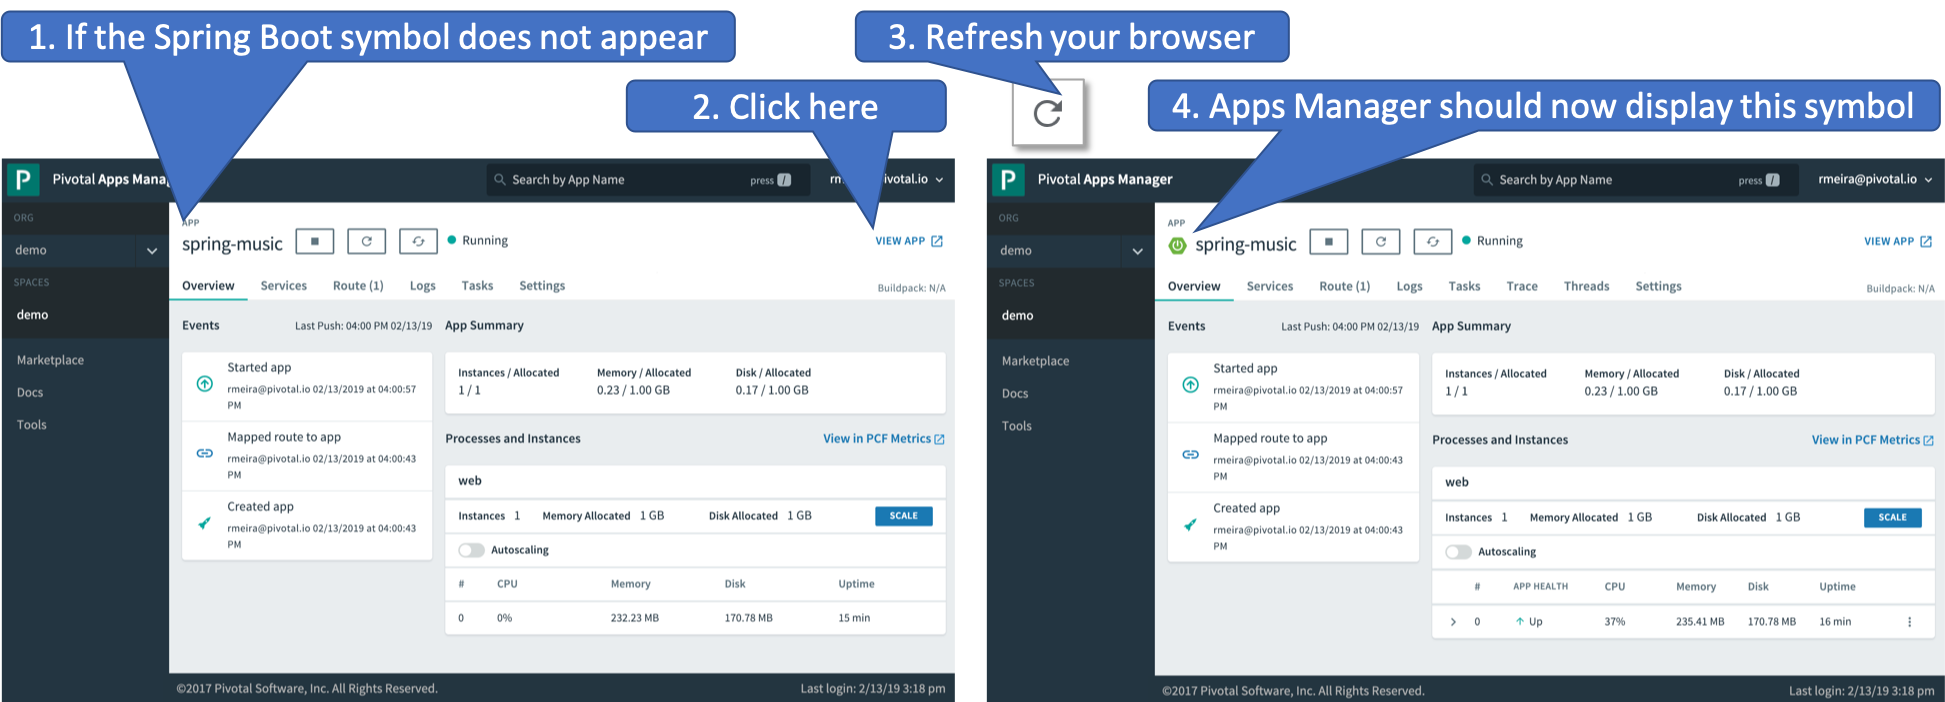 1. If the Spring Boot symbol does not appear
3. Refresh your browser
2. Click here
4. Apps Manager should now display this symbol
P Pivotal Apps Mana
Search by App Name press /
ivotal.io
ORG
demo
SPACES
demo
Marketplace
Docs
Tools
APP
spring-music Running VIEW APP
Overview Services Route (1) Logs Tasks Settings Buildpack: N/A
Events Last Push: 04:00 PM 02/13/19
Started app
rmeira@pivotal.io 02/13/2019 at 04:00:57
PM
Mapped route to app
rmeira@pivotal.io 02/13/2019 at 04:00:43
PM
Created app
rmeira@pivotal.io 02/13/2019 at 04:00:43
PM
App Summary
Instances / Allocated Memory / Allocated Disk / Allocated
1 / 1 0.23 / 1.00 GB 0.17 / 1.00 GB
Processes and Instances View in PCF Metrics
web
Instances 1 Memory Allocated 1 GB Disk Allocated 1 GB SCALE
Autoscaling
# CPU Memory Disk Uptime
0 0% 232.23 MB 170.78 MB 15 min
©2017 Pivotal Software, Inc. All Rights Reserved. Last login: 2/13/19 3:18 pm
P Pivotal Apps Manager Search by App Name press / rmeira@pivotal.io
ORG
demo
SPACES
demo
Marketplace
Docs
Tools
APP
spring-music Running VIEW APP
Overview Services Route (1) Logs Tasks Trace Threads Settings Buildpack: N/A
Events Last Push: 04:00 PM 02/13/19
Started app
rmeira@pivotal.io 02/13/2019 at 04:00:57
PM
Mapped route to app
rmeira@pivotal.io 02/13/2019 at 04:00:43
PM
Created app
rmeira@pivotal.io 02/13/2019 at 04:00:43
PM
App Summary
Instances / Allocated Memory / Allocated Disk / Allocated
1 / 1 0.23 / 1.00 GB 0.17 / 1.00 GB
Processes and Instances View in PCF Metrics
web
Instances 1 Memory Allocated 1 GB Disk Allocated 1 GB SCALE
Autoscaling
# APP HEALTH CPU Memory Disk Uptime
0 Up 37% 235.41 MB 170.78 MB 16 min
©2017 Pivotal Software, Inc. All Rights Reserved. Last login: 2/13/19 3:18 pm